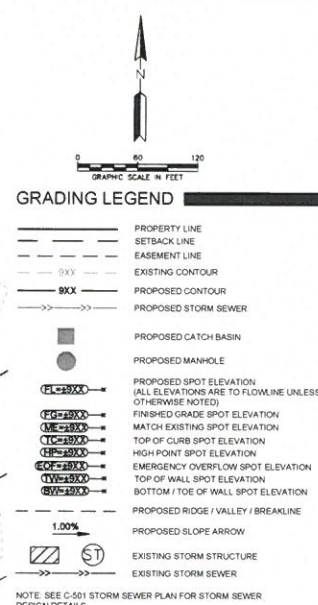 N
0 60 120
GRAPHIC SCALE IN FEET
GRADING LEGEND
PROPERTY LINE
SETBACK LINE
EASEMENT LINE
9XX EXISTING CONTOUR
9XX PROPOSED CONTOUR
>> >> PROPOSED STORM SEWER
PROPOSED CATCH BASIN
PROPOSED MANHOLE
PROPOSED SPOT ELEVATION
FL=±9XX (ALL ELEVATIONS ARE TO FLOWLINE UNLESS
OTHERWISE NOTED)
FG=±9XX FINISHED GRADE SPOT ELEVATION
ME=±9XX MATCH EXISTING SPOT ELEVATION
TC=±9XX TOP OF CURB SPOT ELEVATION
HP=±9XX HIGH POINT SPOT ELEVATION
EOF=±9XX EMERGENCY OVERFLOW SPOT ELEVATION
TW=±9XX TOP OF WALL SPOT ELEVATION
BW=±9XX BOTTOM / TOE OF WALL SPOT ELEVATION
PROPOSED RIDGE / VALLEY / BREAKLINE
1.00% PROPOSED SLOPE ARROW
ST EXISTING STORM STRUCTURE
>> >> EXISTING STORM SEWER
NOTE: SEE C-501 STORM SEWER PLAN FOR STORM SEWER
DESIGN DETAILS